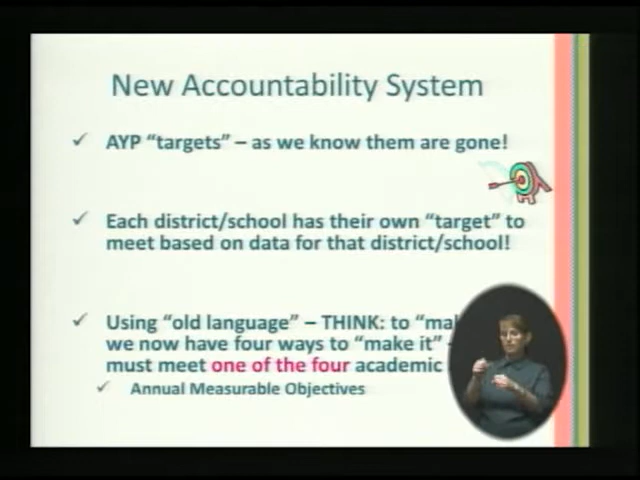 New Accountability System
AYP “targets” – as we know them are gone!
Each district/school has their own “target” to
meet based on data for that district/school!
Using “old language” – THINK: to
we now have four ways to “make it”
must meet one of the four academic
Annual Measurable Objectives